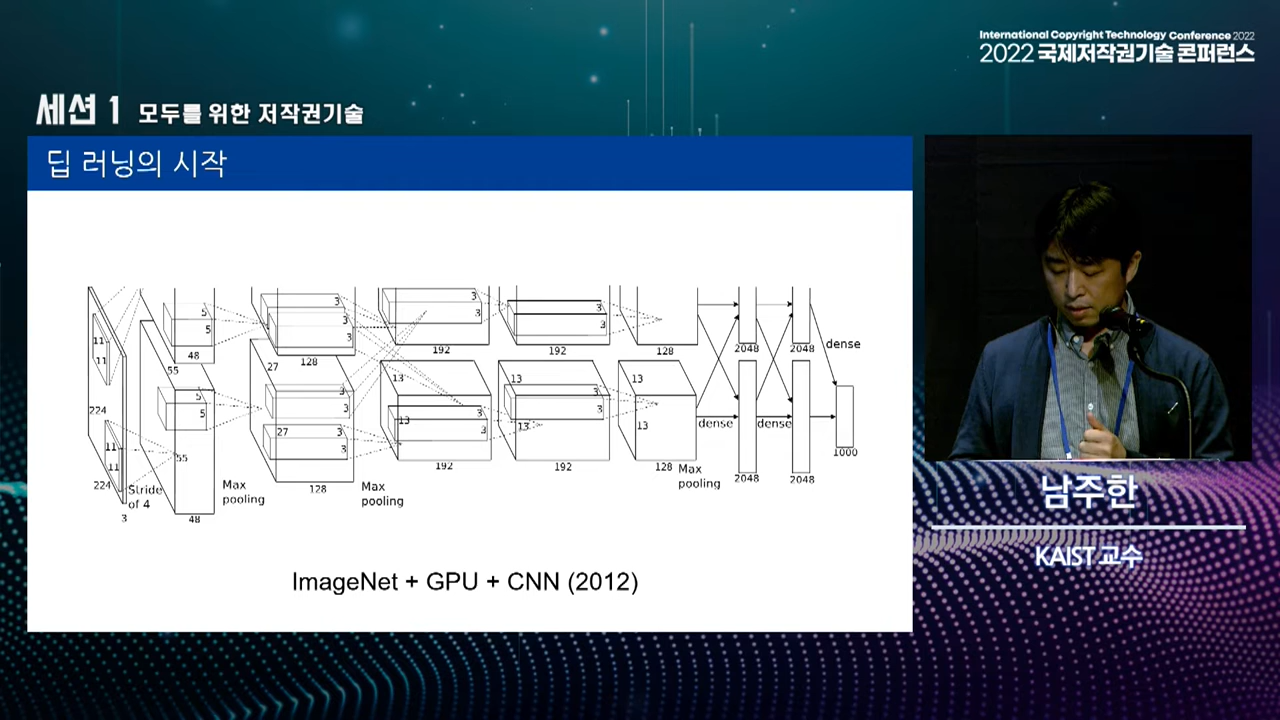 International Copyright Technology Conference 2022
2022 국제저작권기술 콘퍼런스
세션 1 모두를 위한 저작권기술
딥 러닝의 시작
11
11
224
11
11
224
3
Stride
of 4
55
5
5
48
5
5
55
48
Max
pooling
3
3
3
128
27
3
3
27
3
3
128
Max
pooling
3
3
192
13
13
3
3
192
3
3
192
13
3
3
13
192
128
13
13
128
Max
pooling
dense
2048
2048
dense
2048
dense
2048
1000
ImageNet + GPU + CNN (2012)
남주한
KAIST 교수